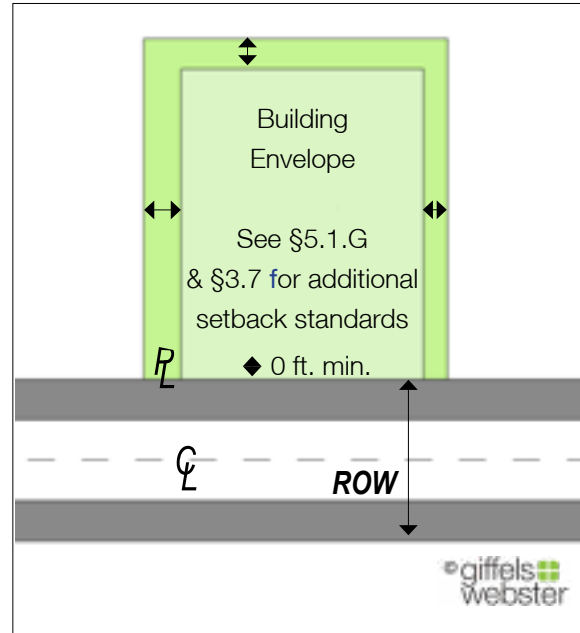 Building
Envelope
See §5.1.G
& §3.7 for additional
setback standards
PL
0 ft. min.
CL
ROW
© giffels
webster